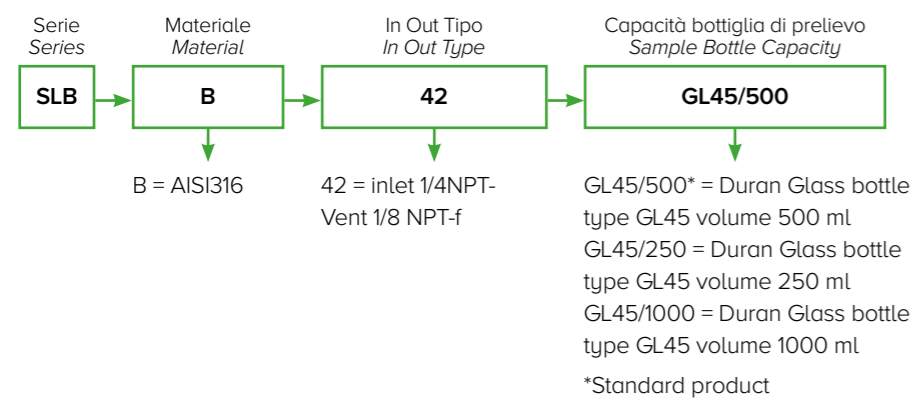 Serie
Series
Materiale
Material
In Out Tipo
In Out Type
Capacità bottiglia di prelievo
Sample Bottle Capacity
SLB
B
42
GL45/500
B = AISI316
42 = inlet 1/4NPT-
Vent 1/8 NPT-f
GL45/500* = Duran Glass bottle
type GL45 volume 500 ml
GL45/250 = Duran Glass bottle
type GL45 volume 250 ml
GL45/1000 = Duran Glass bottle
type GL45 volume 1000 ml
*Standard product